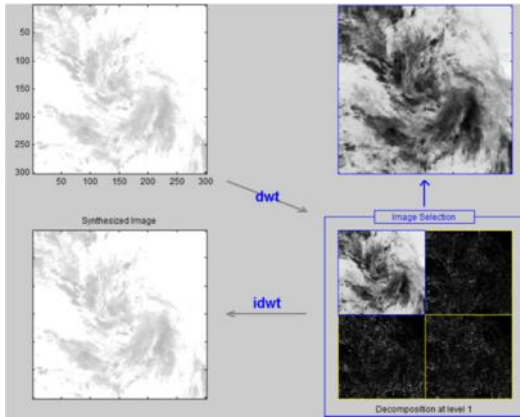 50
100
150
200
250
300
50 100 150 200 250 300
dwt
Synthesized Image
Image Selection
idwt
Decomposition at level 1